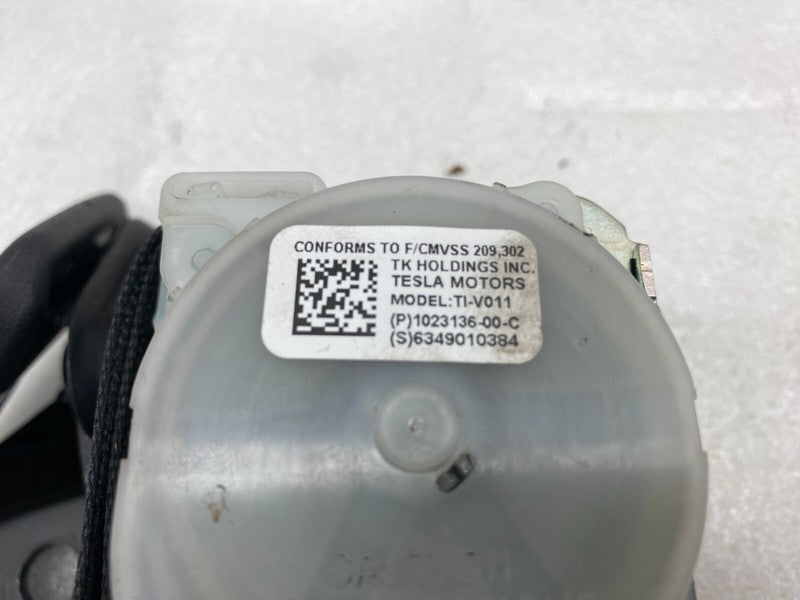 CONFORMS TO F/CMVSS 209,302
TK HOLDINGS INC.
TESLA MOTORS
MODEL:TI-V011
(P)1023136-00-C
(S)6349010384